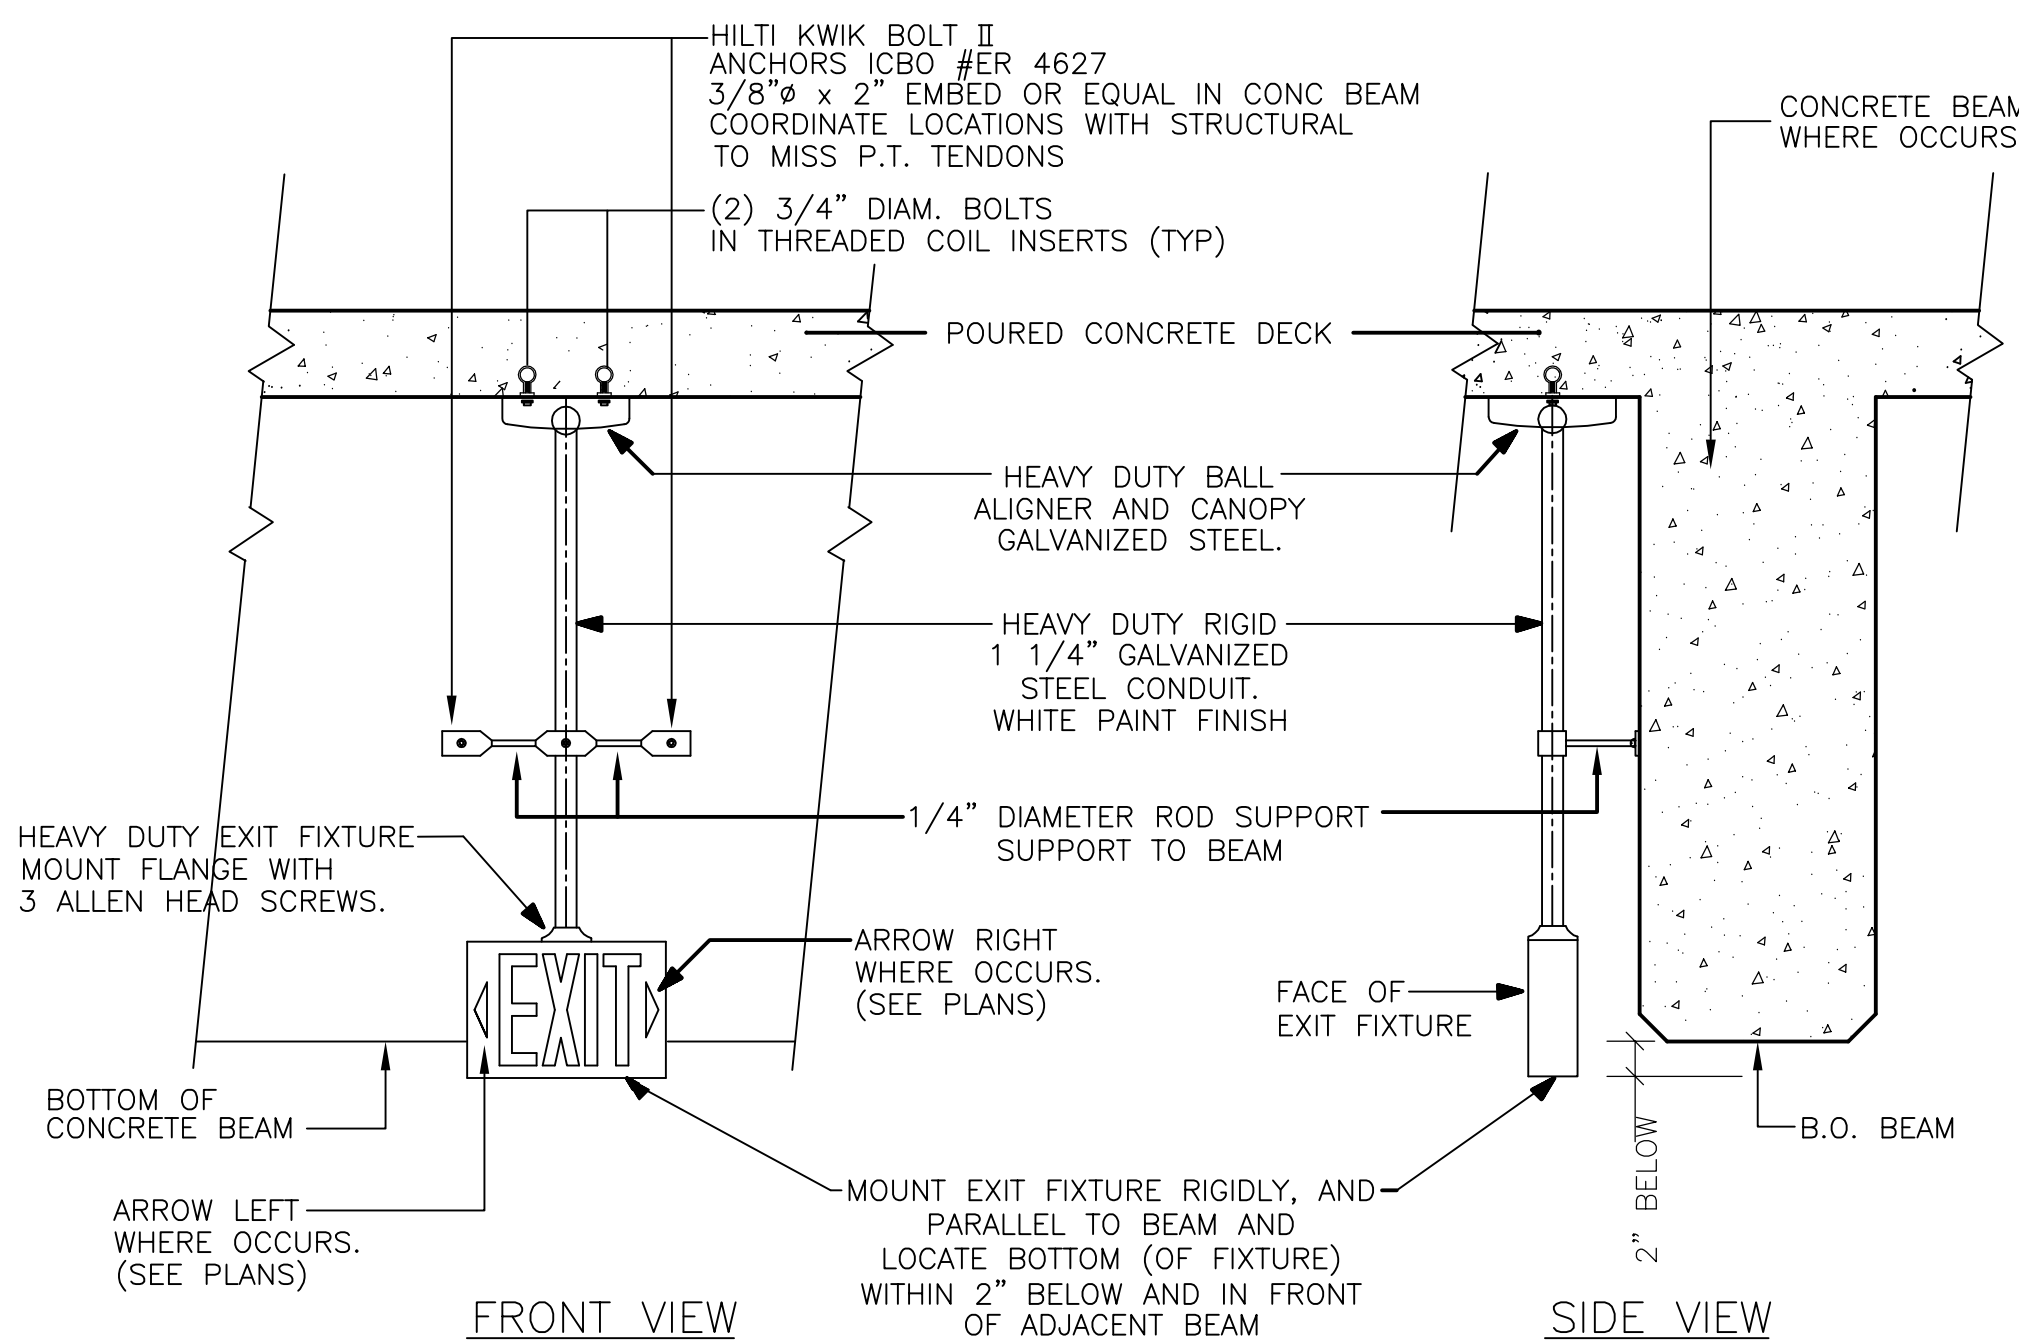 HILTI KWIK BOLT II
ANCHORS ICBO #ER 4627
3/8"ø x 2" EMBED OR EQUAL IN CONC BEAM
COORDINATE LOCATIONS WITH STRUCTURAL
TO MISS P.T. TENDONS
(2) 3/4" DIAM. BOLTS
IN THREADED COIL INSERTS (TYP)
CONCRETE BEAM
WHERE OCCURS
POURED CONCRETE DECK
HEAVY DUTY BALL
ALIGNER AND CANOPY
GALVANIZED STEEL.
HEAVY DUTY RIGID
1 1/4" GALVANIZED
STEEL CONDUIT.
WHITE PAINT FINISH
1/4" DIAMETER ROD SUPPORT
SUPPORT TO BEAM
HEAVY DUTY EXIT FIXTURE
MOUNT FLANGE WITH
3 ALLEN HEAD SCREWS.
EXIT
ARROW RIGHT
WHERE OCCURS.
(SEE PLANS)
FACE OF
EXIT FIXTURE
BOTTOM OF
CONCRETE BEAM
B.O. BEAM
2" BELOW
ARROW LEFT
WHERE OCCURS.
(SEE PLANS)
MOUNT EXIT FIXTURE RIGIDLY, AND
PARALLEL TO BEAM AND
LOCATE BOTTOM (OF FIXTURE)
WITHIN 2" BELOW AND IN FRONT
OF ADJACENT BEAM
FRONT VIEW
SIDE VIEW